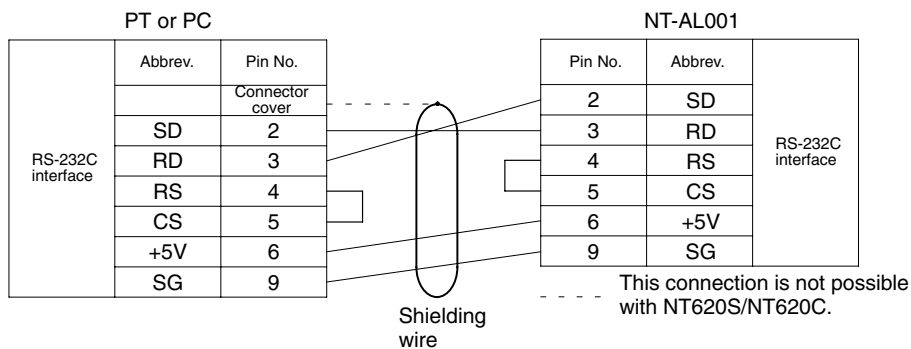 PT or PC
NT-AL001
Abbrev. Pin No.
Connector
cover
SD 2
RD 3
RS 4
CS 5
+5V 6
SG 9
RS-232C
interface
Pin No. Abbrev.
2 SD
3 RD
4 RS
5 CS
6 +5V
9 SG
RS-232C
interface
Shielding
wire
This connection is not possible
with NT620S/NT620C.